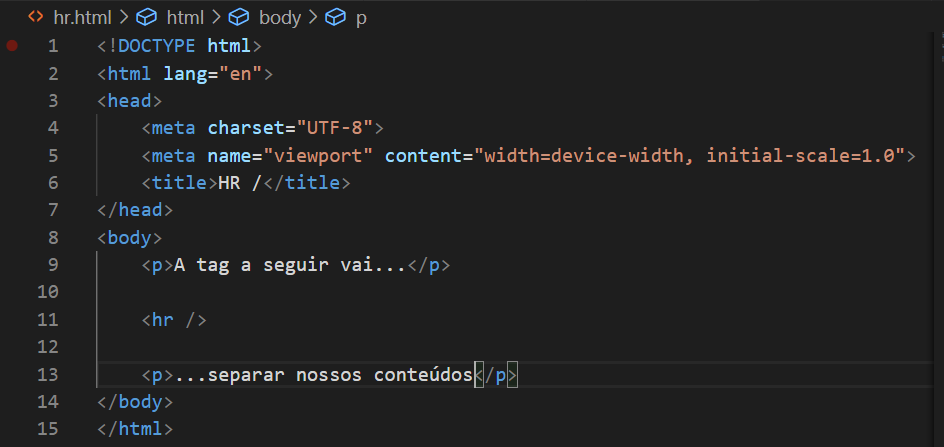 hr.html > html > body > p
1 <!DOCTYPE html>
2 <html lang="en">
3 <head>
4     <meta charset="UTF-8">
5     <meta name="viewport" content="width=device-width, initial-scale=1.0">
6     <title>HR /</title>
7 </head>
8 <body>
9     <p>A tag a seguir vai...</p>
10
11     <hr />
12
13     <p>...separar nossos conteúdos</p>
14 </body>
15 </html>